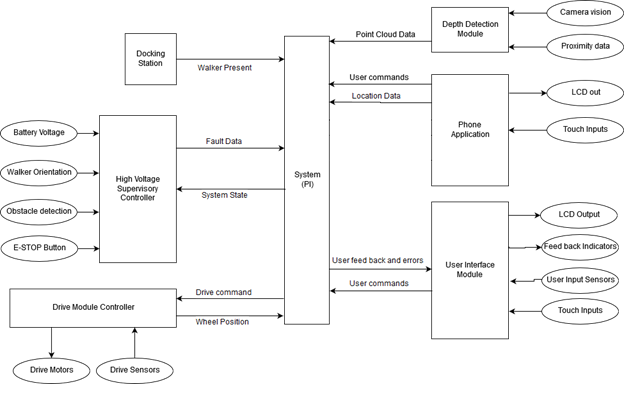 Camera vision
Depth Detection
Module
Point Cloud Data
Proximity data
Docking
Station
Walker Present
User commands
Location Data
LCD out
Phone
Application
Touch Inputs
Battery Voltage
Fault Data
Walker Orientation
High Voltage
Supervisory
Controller
System
(PI)
System State
Obstacle detection
E-STOP Button
LCD Output
Feed back Indicators
User Interface
Module
User feed back and errors
User Input Sensors
User commands
Touch Inputs
Drive command
Drive Module Controller
Wheel Position
Drive Motors
Drive Sensors